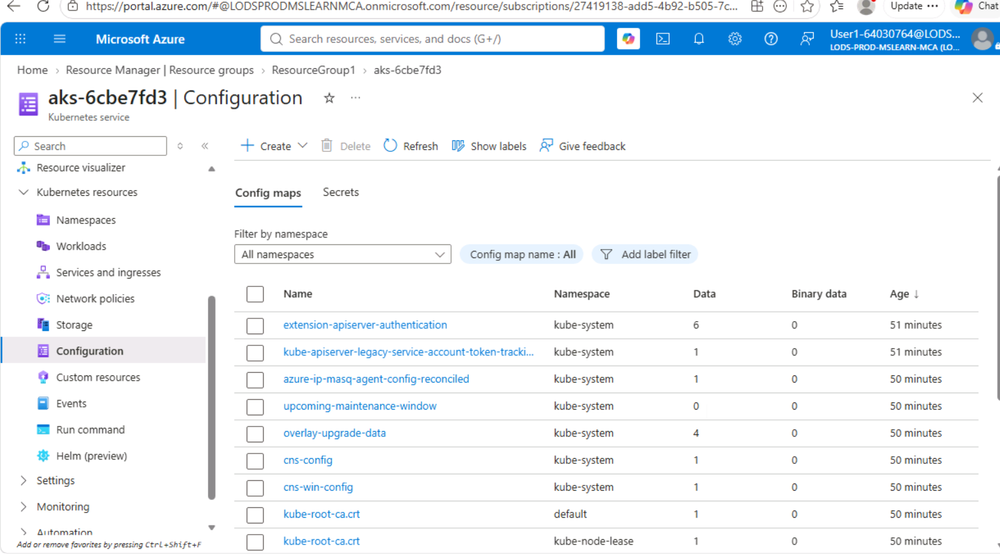 https://portal.azure.com/#@LODSPRODMSLEARNMCA.onmicrosoft.com/resource/subscriptions/27419138-add5-4b92-b505-7c...
Update
Chat
Microsoft Azure
Search resources, services, and docs (G+/)
User1-64030764@LODS...
LODS-PROD-MSLEARN-MCA (LO...
Home > Resource Manager | Resource groups > ResourceGroup1 > aks-6cbe7fd3
aks-6cbe7fd3 | Configuration
Kubernetes service
Search
Resource visualizer
Kubernetes resources
Namespaces
Workloads
Services and ingresses
Network policies
Storage
Configuration
Custom resources
Events
Run command
Helm (preview)
Settings
Monitoring
Automation
Add or remove favorites by pressing Ctrl+Shift+F
Create Delete Refresh Show labels Give feedback
Config maps Secrets
Filter by namespace
All namespaces Config map name : All Add label filter
Name Namespace Data Binary data Age ↓
extension-apiserver-authentication kube-system 6 0 51 minutes
kube-apiserver-legacy-service-account-token-tracki... kube-system 1 0 51 minutes
azure-ip-masq-agent-config-reconciled kube-system 1 0 50 minutes
upcoming-maintenance-window kube-system 0 0 50 minutes
overlay-upgrade-data kube-system 4 0 50 minutes
cns-config kube-system 1 0 50 minutes
cns-win-config kube-system 1 0 50 minutes
kube-root-ca.crt default 1 0 50 minutes
kube-root-ca.crt kube-node-lease 1 0 50 minutes